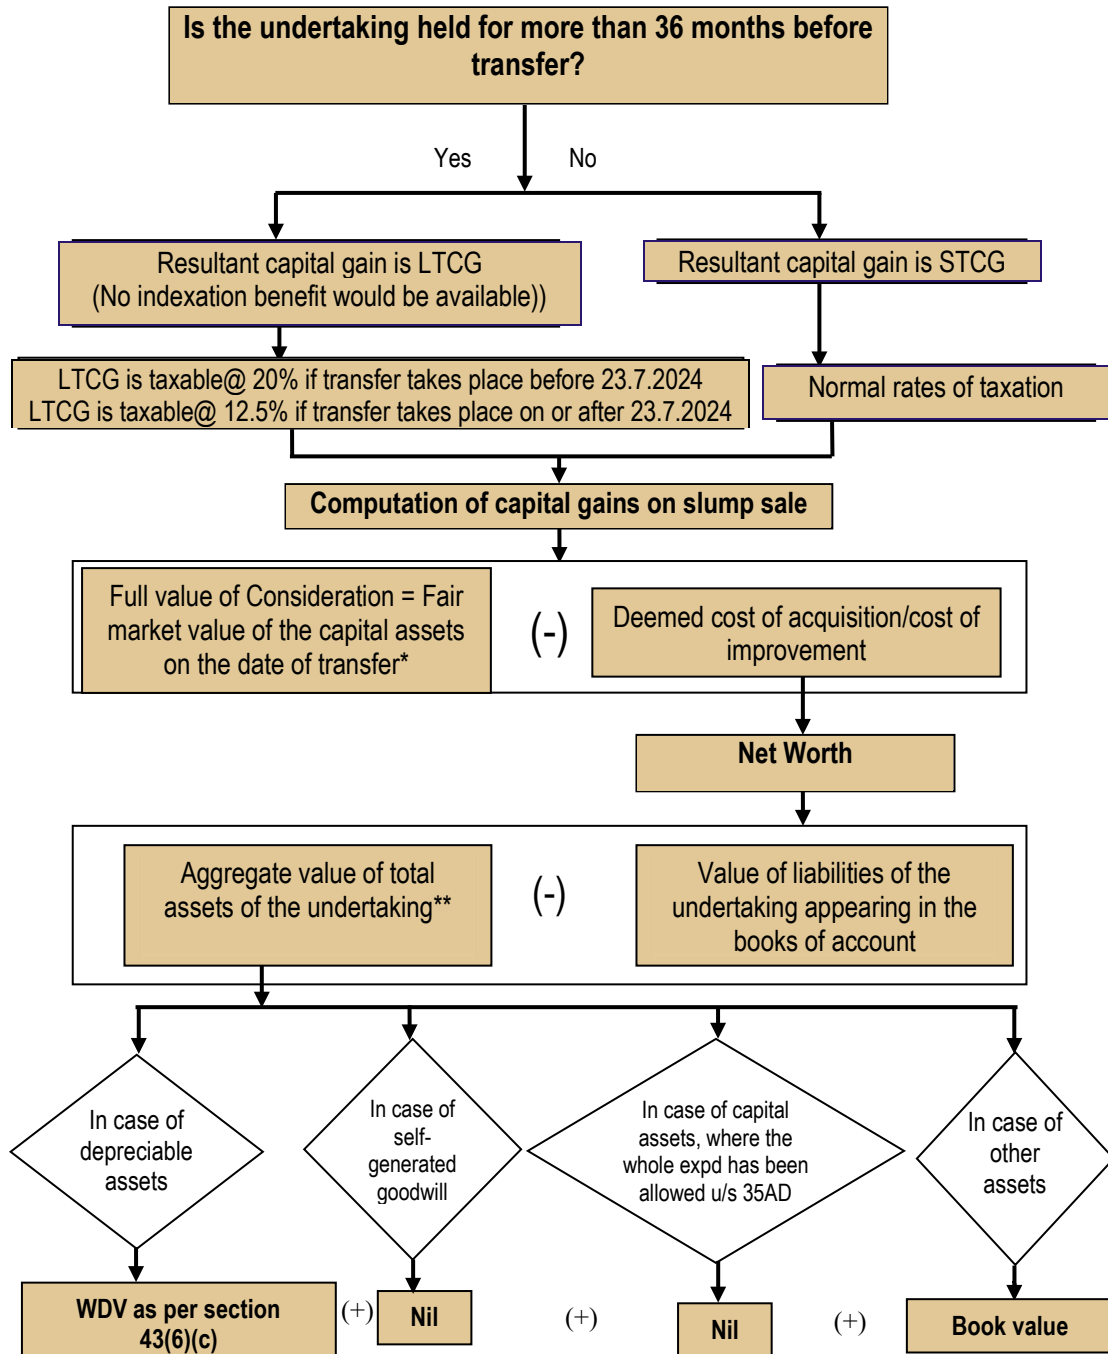 Is the undertaking held for more than 36 months before
transfer?
Yes
No
Resultant capital gain is LTCG
(No indexation benefit would be available))
Resultant capital gain is STCG
LTCG is taxable@ 20% if transfer takes place before 23.7.2024
LTCG is taxable@ 12.5% if transfer takes place on or after 23.7.2024
Normal rates of taxation
Computation of capital gains on slump sale
Full value of Consideration = Fair
market value of the capital assets
on the date of transfer*
(-)
Deemed cost of acquisition/cost of
improvement
Net Worth
Aggregate value of total
assets of the undertaking**
(-)
Value of liabilities of the
undertaking appearing in the
books of account
In case of
depreciable
assets
In case of
self-
generated
goodwill
In case of capital
assets, where the
whole expd has been
allowed u/s 35AD
In case of
other
assets
WDV as per section
43(6)(c)
(+)
Nil
(+)
Nil
(+)
Book value